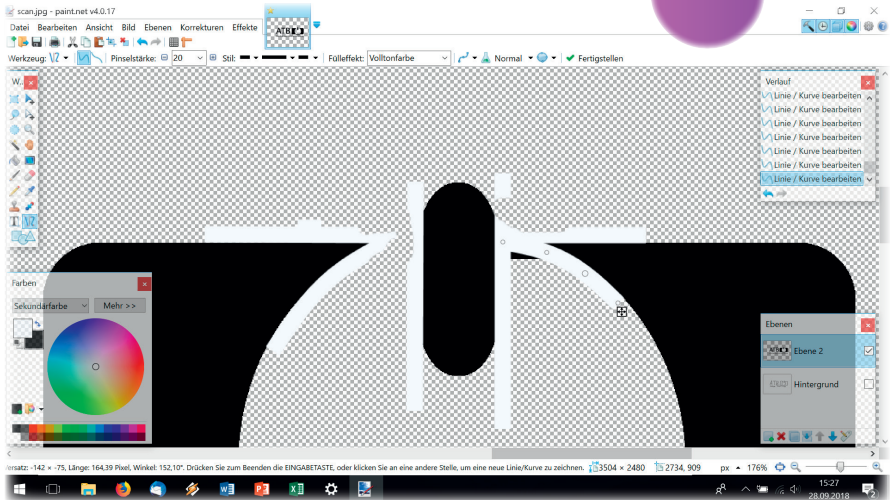 scan.jpg - paint.net v4.0.17
Datei Bearbeiten Ansicht Bild Ebenen Korrekturen Effekte
Werkzeug: Pinselstärke: 20 Stil: Fülleffekt: Volltonfarbe Normal Fertigstellen
W...
Verlauf
Linie / Kurve bearbeiten
Linie / Kurve bearbeiten
Linie / Kurve bearbeiten
Linie / Kurve bearbeiten
Linie / Kurve bearbeiten
Linie / Kurve bearbeiten
Linie / Kurve bearbeiten
Farben
Sekundärfarbe Mehr >>
Ebenen
Ebene 2
Hintergrund
ersatz: -142 × -75, Länge: 164,39 Pixel, Winkel: 152,10°. Drücken Sie zum Beenden die EINGABETASTE, oder klicken Sie an eine andere Stelle, um eine neue Linie/Kurve zu zeichnen. 3504 × 2480 2734, 909 px 176%
15:27
28.09.2018